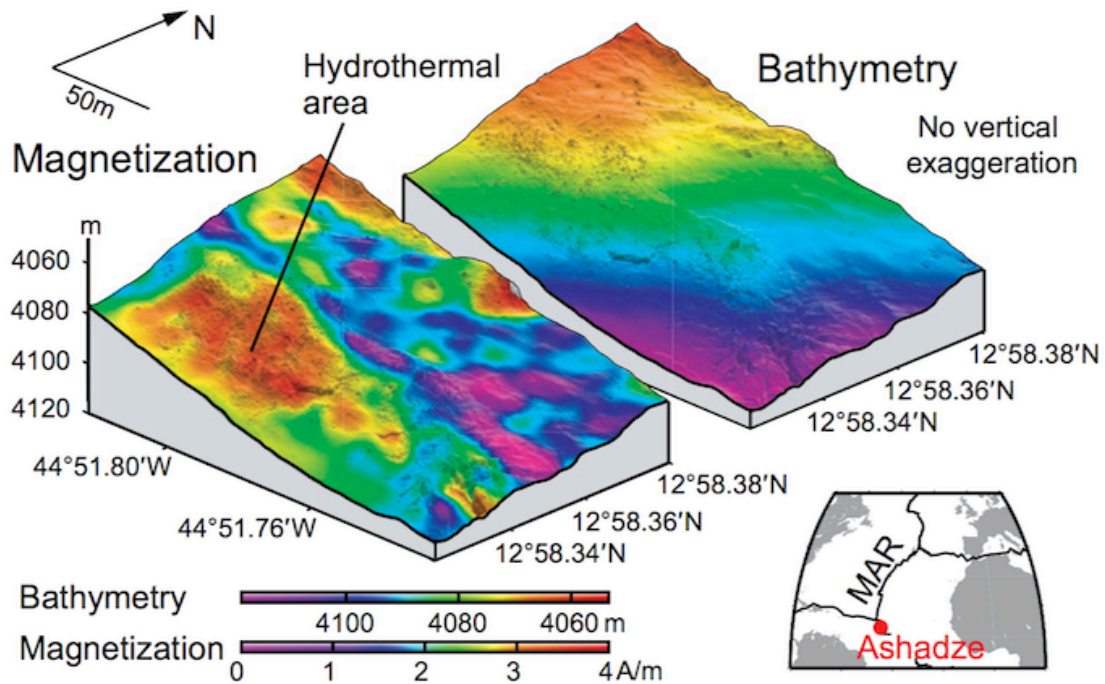 N
50m
Hydrothermal
area
Bathymetry
No vertical
exaggeration
Magnetization
m
4060
4080
4100
4120
44°51.80′W
44°51.76′W
12°58.34′N
12°58.36′N
12°58.38′N
12°58.34′N
12°58.36′N
12°58.38′N
Bathymetry
4100 4080 4060 m
Magnetization
0 1 2 3 4 A/m
MAR
Ashadze